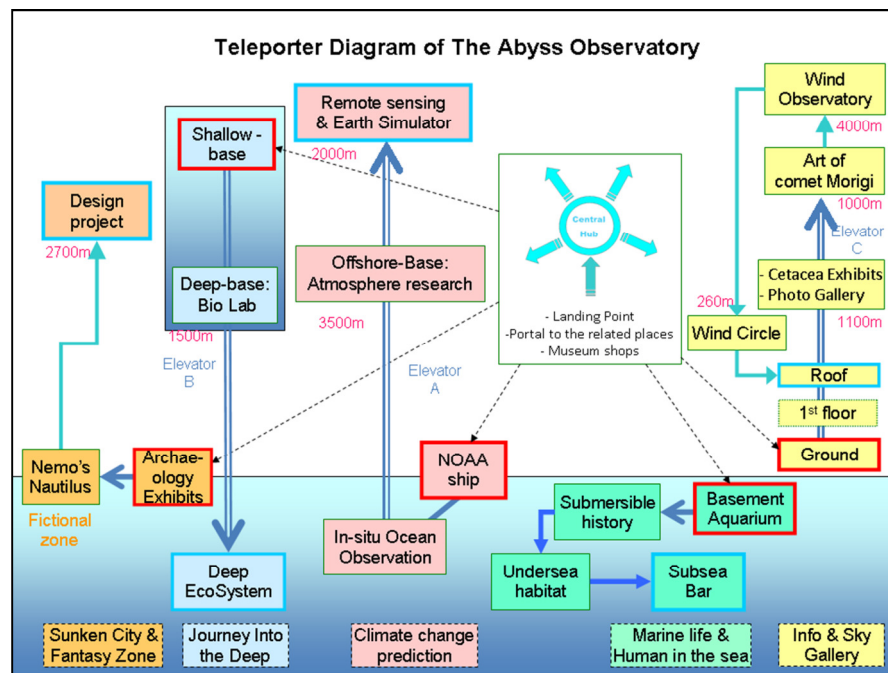 Teleporter Diagram of The Abyss Observatory
Shallow -
base
Deep-base:
Bio Lab
1500m
Elevator
B
Deep
EcoSystem
Design
project
2700m
Nemo's
Nautilus
Fictional
zone
Archae-
ology
Exhibits
Remote sensing
& Earth Simulator
2000m
Offshore-Base:
Atmosphere research
3500m
Elevator
A
NOAA
ship
In-situ Ocean
Observation
Central
Hub
- Landing Point
-Portal to the related places
- Museum shops
Submersible
history
Basement
Aquarium
Undersea
habitat
Subsea
Bar
Wind
Observatory
4000m
Art of
comet Morigi
1000m
Elevator
C
- Cetacea Exhibits
- Photo Gallery
1100m
260m
Wind Circle
Roof
1st floor
Ground
Sunken City &
Fantasy Zone
Journey Into
the Deep
Climate change
prediction
Marine life &
Human in the sea
Info & Sky
Gallery